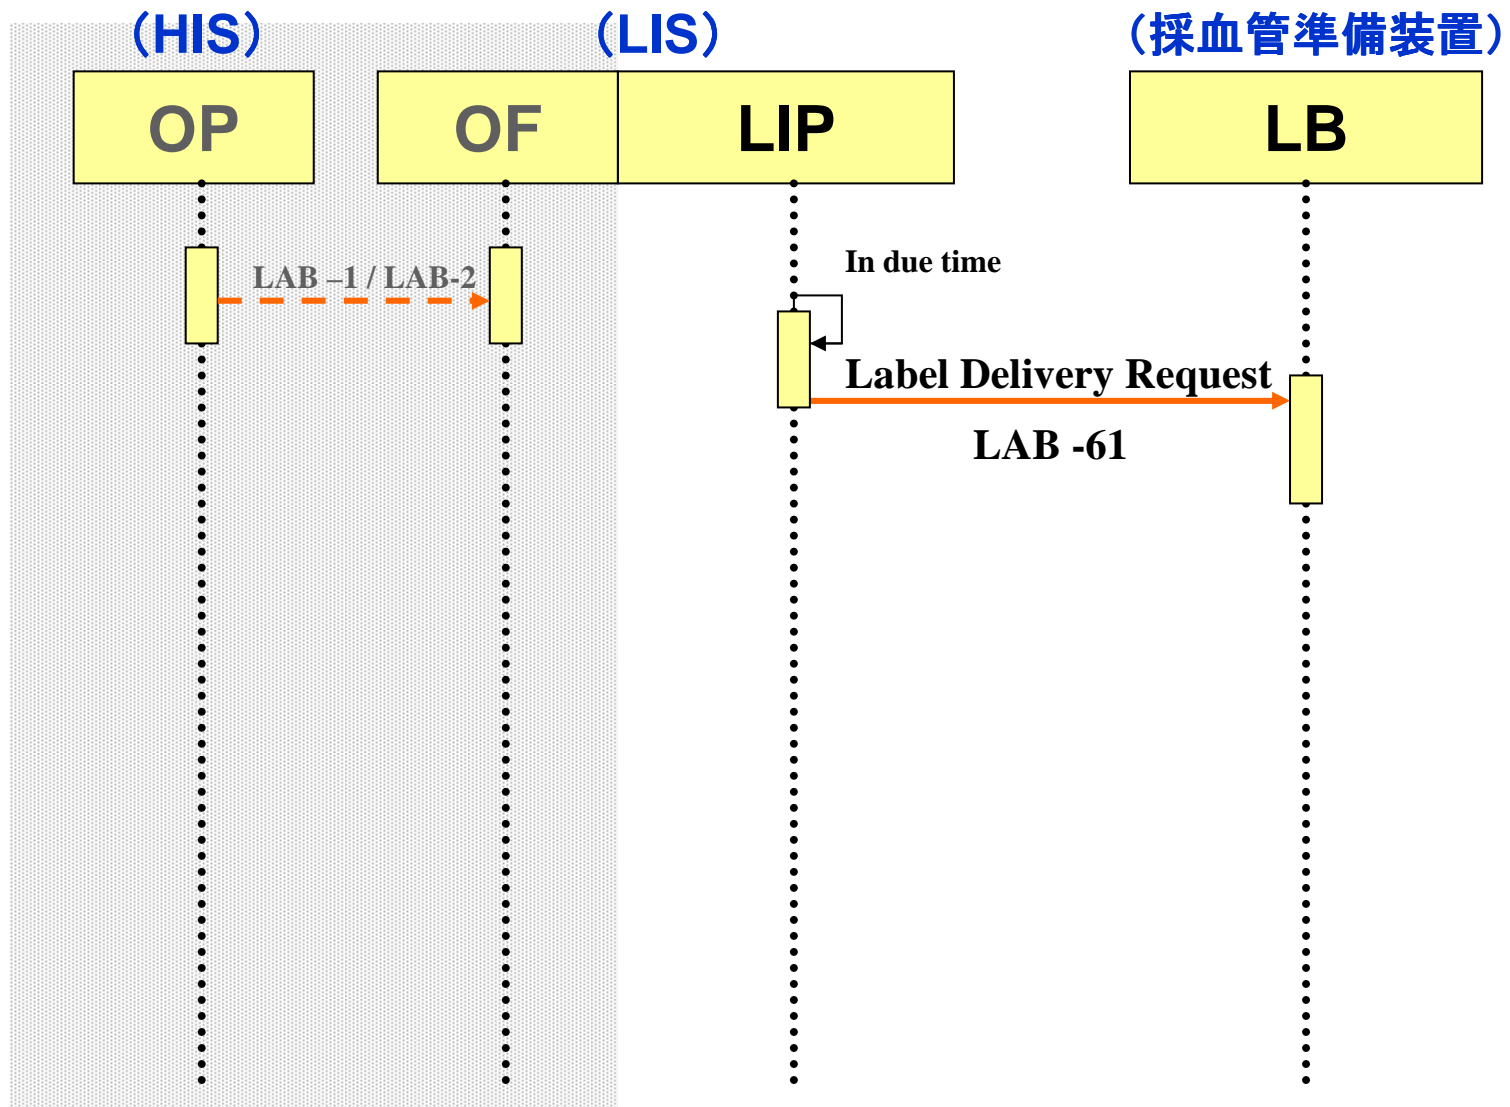 （HIS） （LIS） （採血管準備装置）
OP OF LIP LB
In due time
LAB –1 / LAB-2
Label Delivery Request
LAB -61